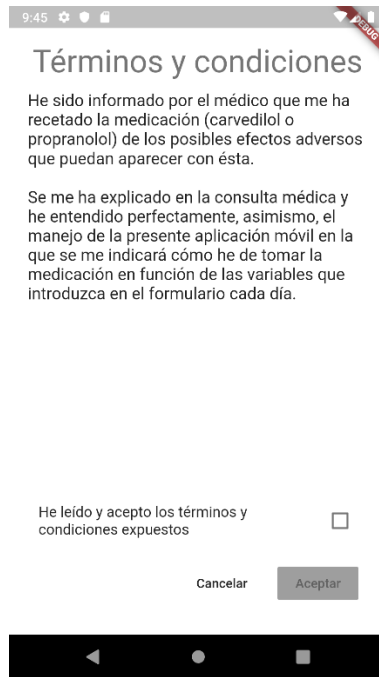 9:45
DEBUG
Términos y condiciones
He sido informado por el médico que me ha
recetado la medicación (carvedilol o
propranolol) de los posibles efectos adversos
que puedan aparecer con ésta.
Se me ha explicado en la consulta médica y
he entendido perfectamente, asimismo, el
manejo de la presente aplicación móvil en la
que se me indicará cómo he de tomar la
medicación en función de las variables que
introduzca en el formulario cada día.
He leído y acepto los términos y
condiciones expuestos
Cancelar
Aceptar